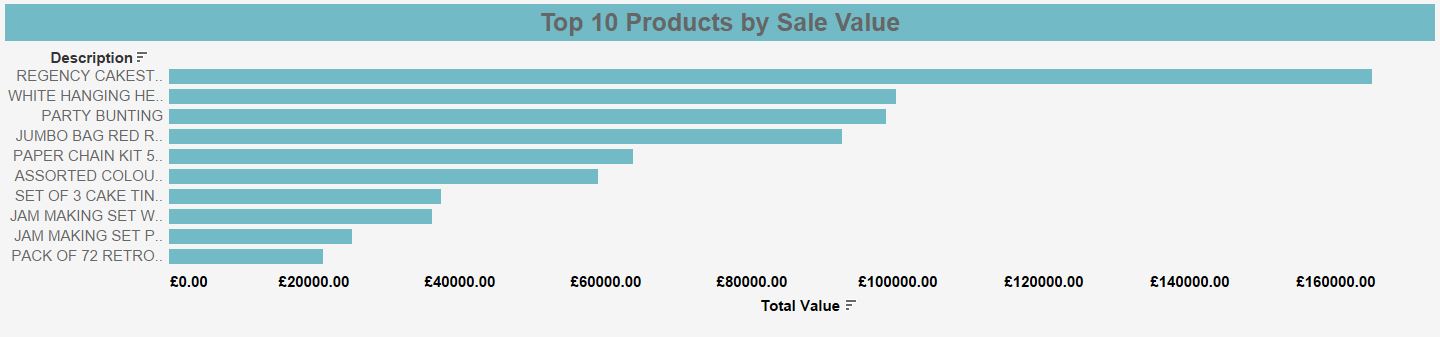 Top 10 Products by Sale Value
Description
REGENCY CAKEST..
WHITE HANGING HE..
PARTY BUNTING
JUMBO BAG RED R..
PAPER CHAIN KIT 5..
ASSORTED COLOU..
SET OF 3 CAKE TIN..
JAM MAKING SET W..
JAM MAKING SET P..
PACK OF 72 RETRO..
£0.00 £20000.00 £40000.00 £60000.00 £80000.00 £100000.00 £120000.00 £140000.00 £160000.00
Total Value